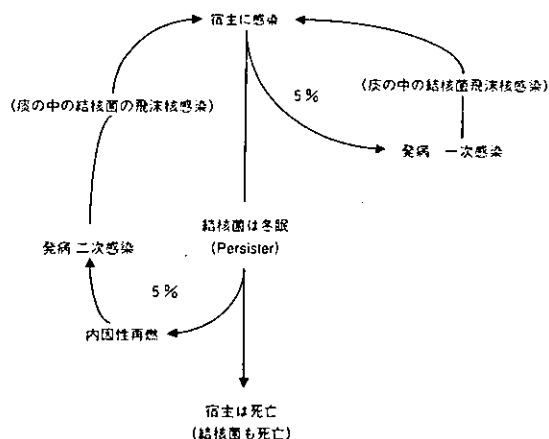 宿主に感染
(痰の中の結核菌の飛沫核感染)
5%
(痰の中の結核菌飛沫核感染)
発病 一次感染
発病 二次感染
結核菌は冬眠
(Persister)
5%
内因性再燃
宿主は死亡
(結核菌も死亡)